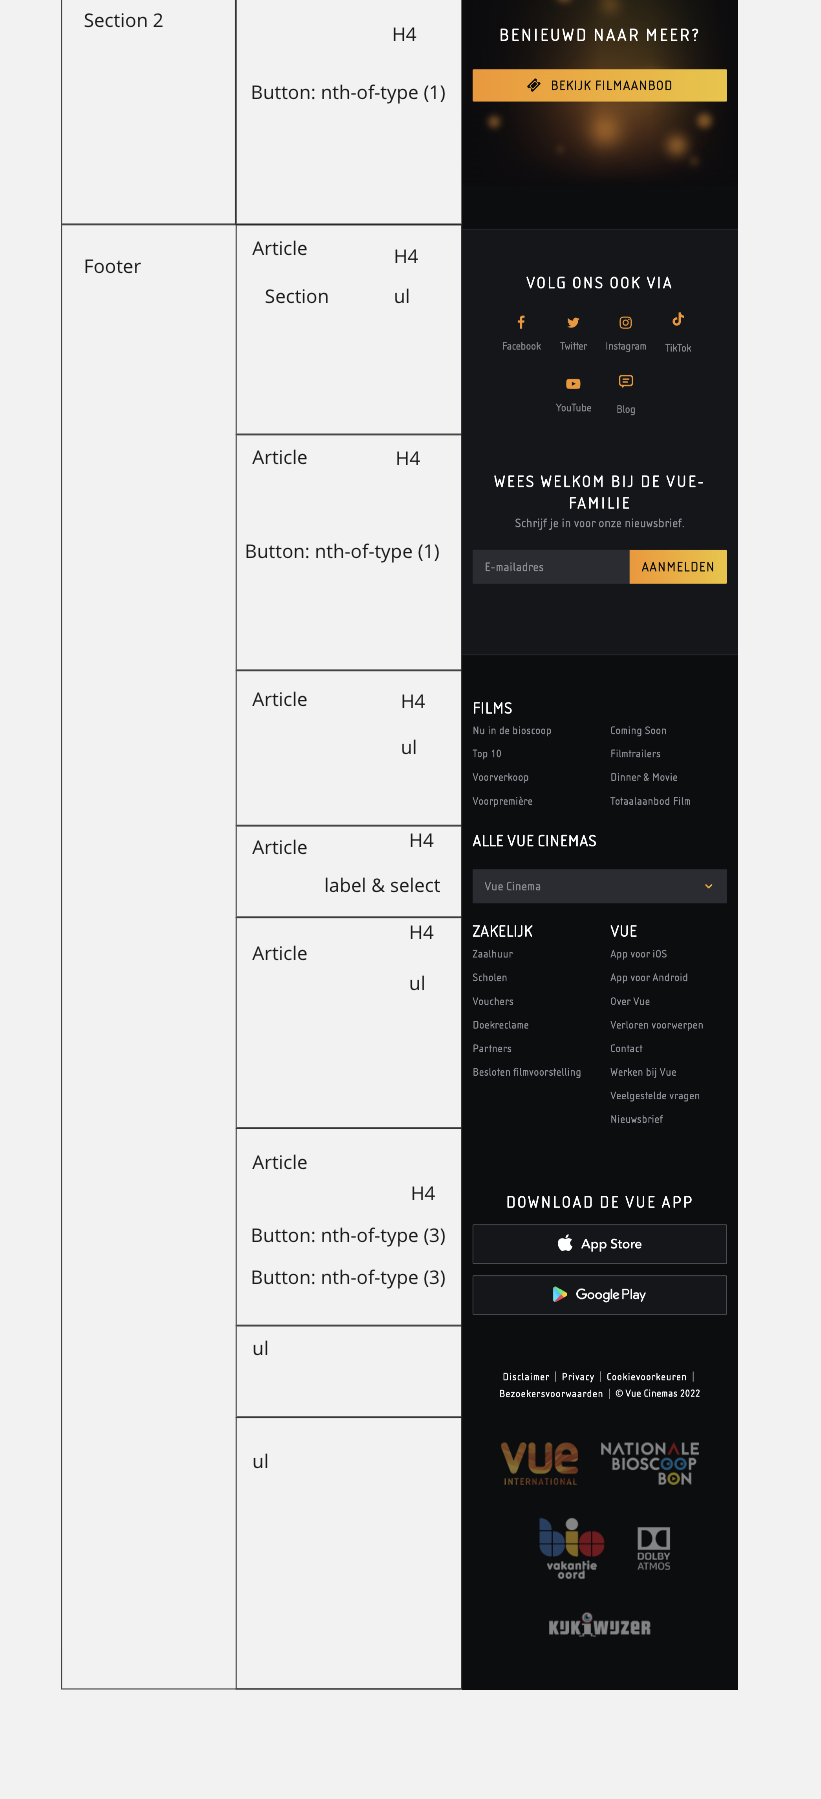 Section 2
H4
Button: nth-of-type (1)
BENIEUWD NAAR MEER?
BEKIJK FILMAANBOD
Footer
Article
H4
Section
ul
VOLG ONS OOK VIA
Facebook
Twitter
Instagram
TikTok
YouTube
Blog
Article
H4
Button: nth-of-type (1)
WEES WELKOM BIJ DE VUE-
FAMILIE
Schrijf je in voor onze nieuwsbrief.
E-mailadres
AANMELDEN
Article
H4
ul
FILMS
Nu in de bioscoop
Top 10
Voorverkoop
Voorpremière
Coming Soon
Filmtrailers
Dinner & Movie
Totaalaanbod Film
Article
H4
label & select
ALLE VUE CINEMAS
Vue Cinema
Article
H4
ul
ZAKELIJK
Zaalhuur
Scholen
Vouchers
Doekreclame
Partners
Besloten filmvoorstelling
VUE
App voor iOS
App voor Android
Over Vue
Verloren voorwerpen
Contact
Werken bij Vue
Veelgestelde vragen
Nieuwsbrief
Article
H4
Button: nth-of-type (3)
Button: nth-of-type (3)
DOWNLOAD DE VUE APP
App Store
Google Play
ul
Disclaimer | Privacy | Cookievoorkeuren |
Bezoekersvoorwaarden | © Vue Cinemas 2022
ul
VUE
INTERNATIONAL
NATIONALE
BIOSCOOP
BON
bio
vakantie
oord
DOLBY
ATMOS
KIJKWIJZER